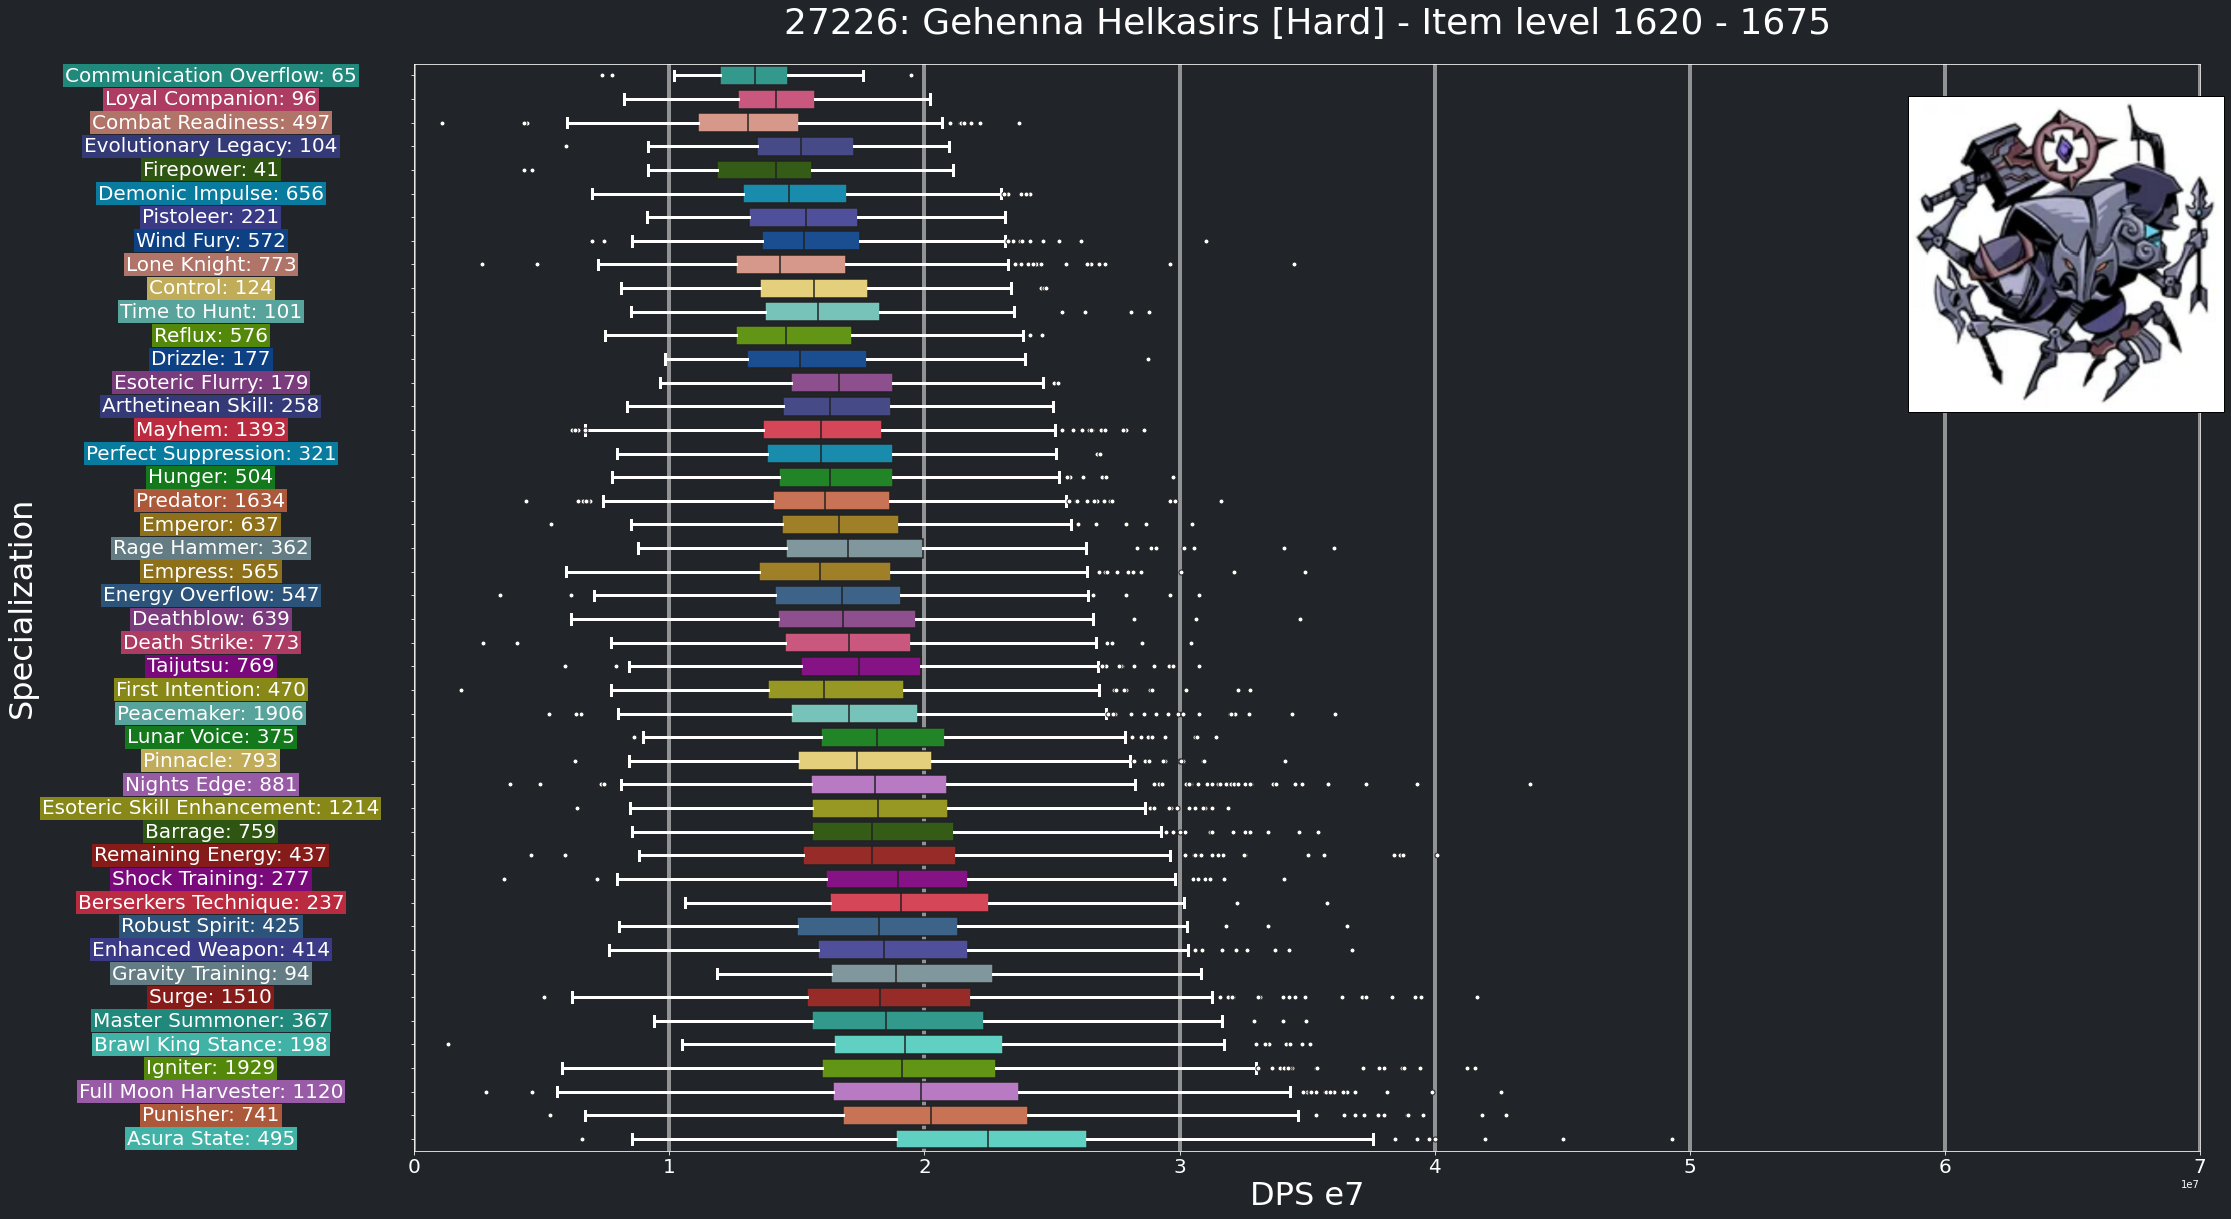 27226: Gehenna Helkasirs [Hard] - Item level 1620 - 1675
Communication Overflow: 65
Loyal Companion: 96
Combat Readiness: 497
Evolutionary Legacy: 104
Firepower: 41
Demonic Impulse: 656
Pistoleer: 221
Wind Fury: 572
Lone Knight: 773
Control: 124
Time to Hunt: 101
Reflux: 576
Drizzle: 177
Esoteric Flurry: 179
Arthetinean Skill: 258
Mayhem: 1393
Perfect Suppression: 321
Hunger: 504
Predator: 1634
Emperor: 637
Rage Hammer: 362
Empress: 565
Energy Overflow: 547
Deathblow: 639
Death Strike: 773
Taijutsu: 769
First Intention: 470
Peacemaker: 1906
Lunar Voice: 375
Pinnacle: 793
Nights Edge: 881
Esoteric Skill Enhancement: 1214
Barrage: 759
Remaining Energy: 437
Shock Training: 277
Berserkers Technique: 237
Robust Spirit: 425
Enhanced Weapon: 414
Gravity Training: 94
Surge: 1510
Master Summoner: 367
Brawl King Stance: 198
Igniter: 1929
Full Moon Harvester: 1120
Punisher: 741
Asura State: 495
Specialization
0 1 2 3 4 5 6 7
1e7
DPS e7